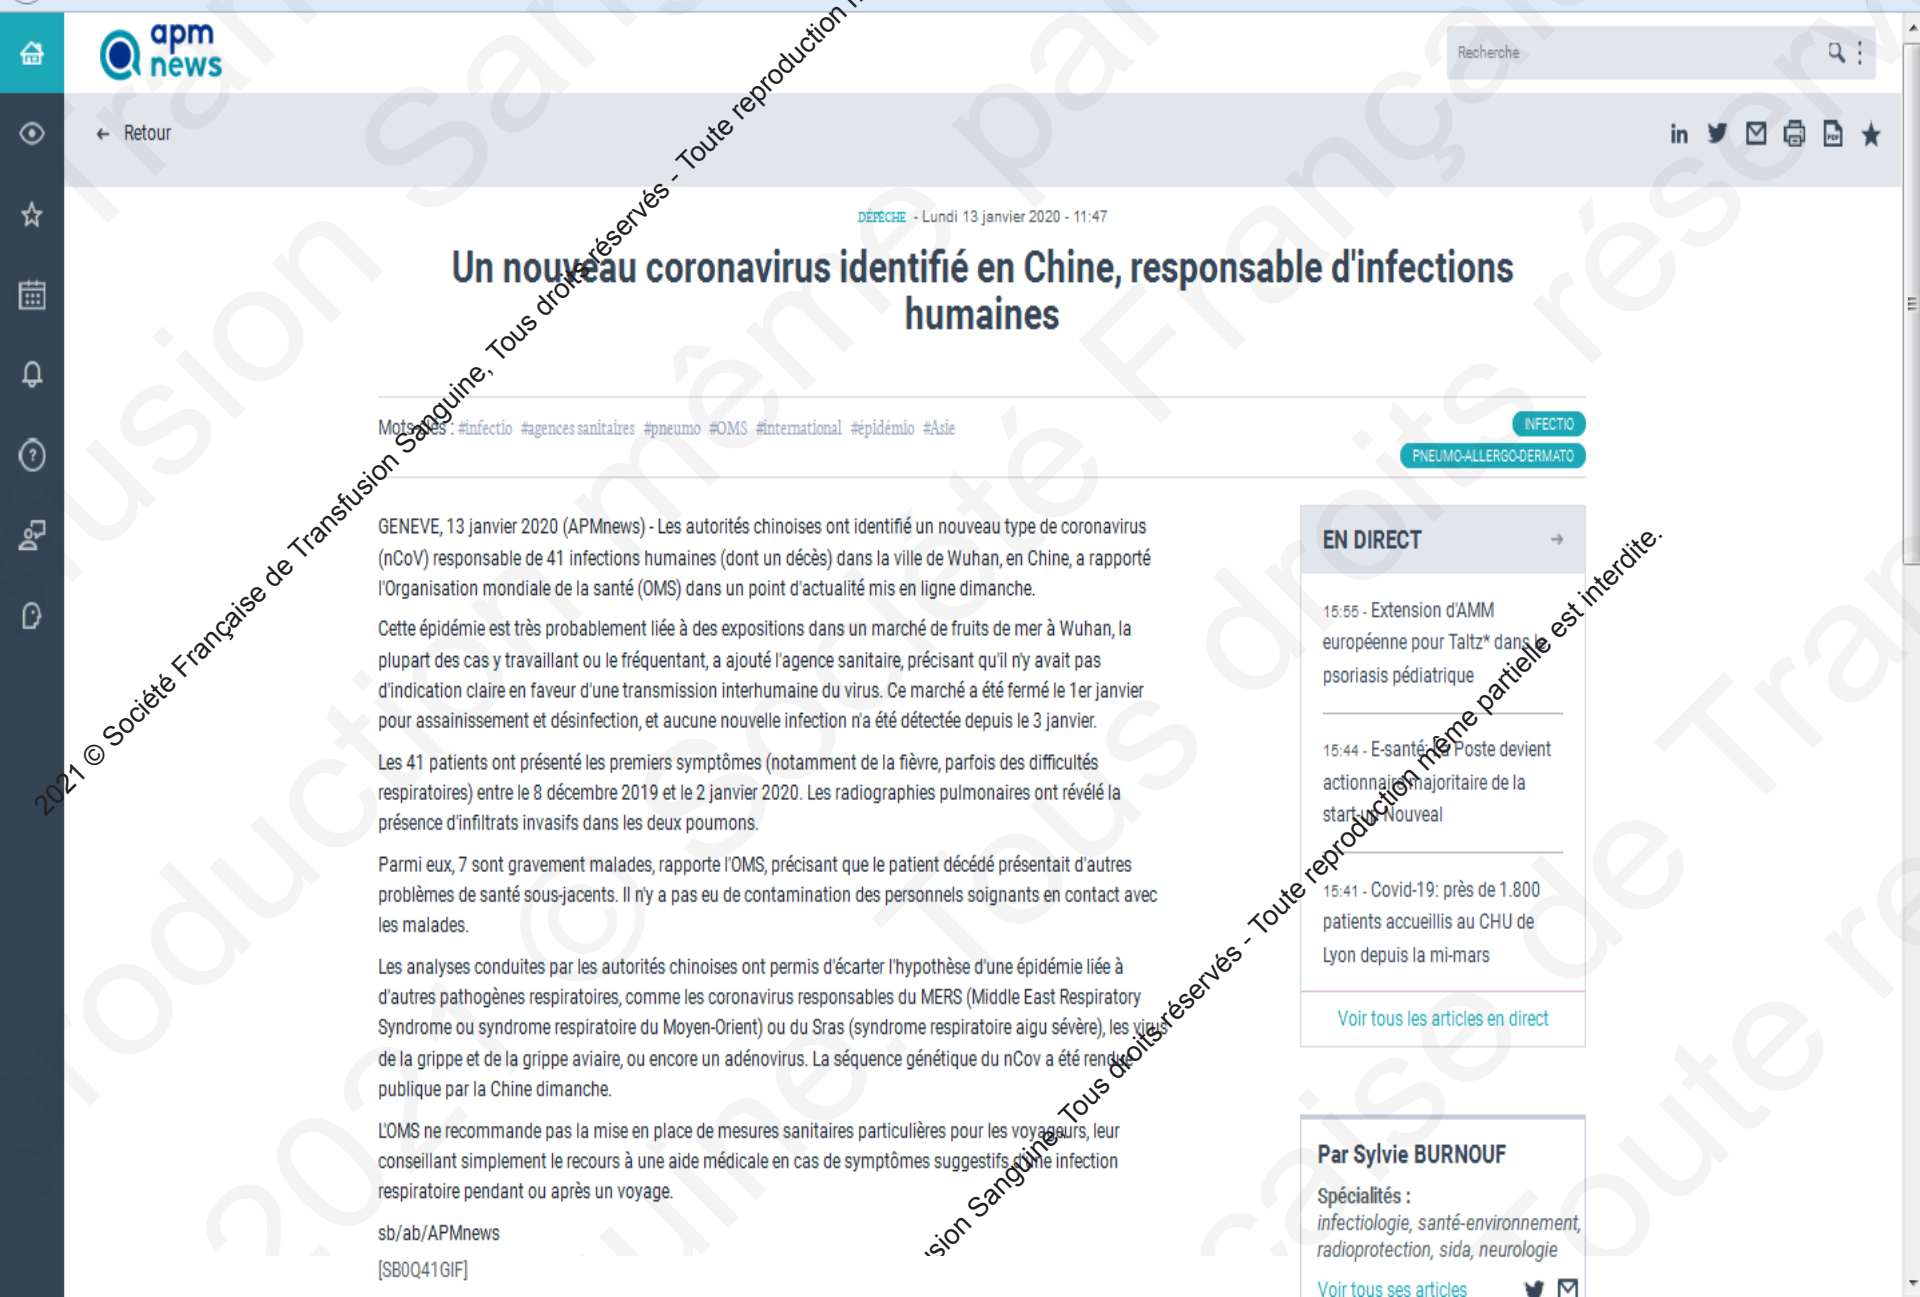 apm
news
Recherche
← Retour
in
PDF
DÉPÊCHE - Lundi 13 janvier 2020 - 11:47
Un nouveau coronavirus identifié en Chine, responsable d'infections
humaines
Mots-clés : #infectio #agences sanitaires #pneumo #OMS #international #épidémio #Asie
INFECTIO
PNEUMO-ALLERGO-DERMATO
GENEVE, 13 janvier 2020 (APMnews) - Les autorités chinoises ont identifié un nouveau type de coronavirus
(nCoV) responsable de 41 infections humaines (dont un décès) dans la ville de Wuhan, en Chine, a rapporté
l'Organisation mondiale de la santé (OMS) dans un point d'actualité mis en ligne dimanche.
Cette épidémie est très probablement liée à des expositions dans un marché de fruits de mer à Wuhan, la
plupart des cas y travaillant ou le fréquentant, a ajouté l'agence sanitaire, précisant qu'il n'y avait pas
d'indication claire en faveur d'une transmission interhumaine du virus. Ce marché a été fermé le 1er janvier
pour assainissement et désinfection, et aucune nouvelle infection n'a été détectée depuis le 3 janvier.
Les 41 patients ont présenté les premiers symptômes (notamment de la fièvre, parfois des difficultés
respiratoires) entre le 8 décembre 2019 et le 2 janvier 2020. Les radiographies pulmonaires ont révélé la
présence d'infiltrats invasifs dans les deux poumons.
Parmi eux, 7 sont gravement malades, rapporte l'OMS, précisant que le patient décédé présentait d'autres
problèmes de santé sous-jacents. Il n'y a pas eu de contamination des personnels soignants en contact avec
les malades.
Les analyses conduites par les autorités chinoises ont permis d'écarter l'hypothèse d'une épidémie liée à
d'autres pathogènes respiratoires, comme les coronavirus responsables du MERS (Middle East Respiratory
Syndrome ou syndrome respiratoire du Moyen-Orient) ou du Sras (syndrome respiratoire aigu sévère), les virus
de la grippe et de la grippe aviaire, ou encore un adénovirus. La séquence génétique du nCov a été rendue
publique par la Chine dimanche.
L'OMS ne recommande pas la mise en place de mesures sanitaires particulières pour les voyageurs, leur
conseillant simplement le recours à une aide médicale en cas de symptômes suggestifs d'une infection
respiratoire pendant ou après un voyage.
sb/ab/APMnews
[SB0Q41GIF]
EN DIRECT →
15:55 - Extension d'AMM
européenne pour Taltz* dans le
psoriasis pédiatrique
15:44 - E-santé: La Poste devient
actionnaire majoritaire de la
start-up Nouveal
15:41 - Covid-19: près de 1.800
patients accueillis au CHU de
Lyon depuis la mi-mars
Voir tous les articles en direct
Par Sylvie BURNOUF
Spécialités :
infectiologie, santé-environnement,
radioprotection, sida, neurologie
Voir tous ses articles
2021 © Société Française de Transfusion Sanguine, Tous droits réservés - Toute reproduction
sion Sanguine. Tous droits réservés - Toute reproduction même partielle est interdite.